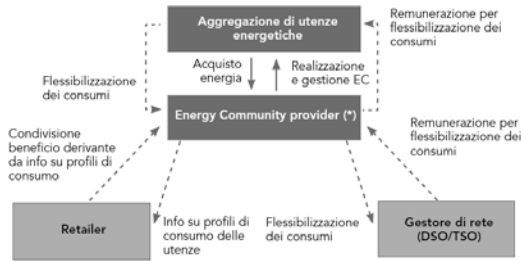 Aggregazione di utenze
energetiche
Remunerazione per
flessibilizzazione dei
consumi
Flessibilizzazione
dei consumi
Acquisto
energia
Realizzazione
e gestione EC
Energy Community provider (*)
Condivisione
beneficio derivante
da info su profili di
consumo
Remunerazione per
flessibilizzazione dei
consumi
Retailer
Info su profili di
consumo delle
utenze
Flessibilizzazione
dei consumi
Gestore di rete
(DSO/TSO)